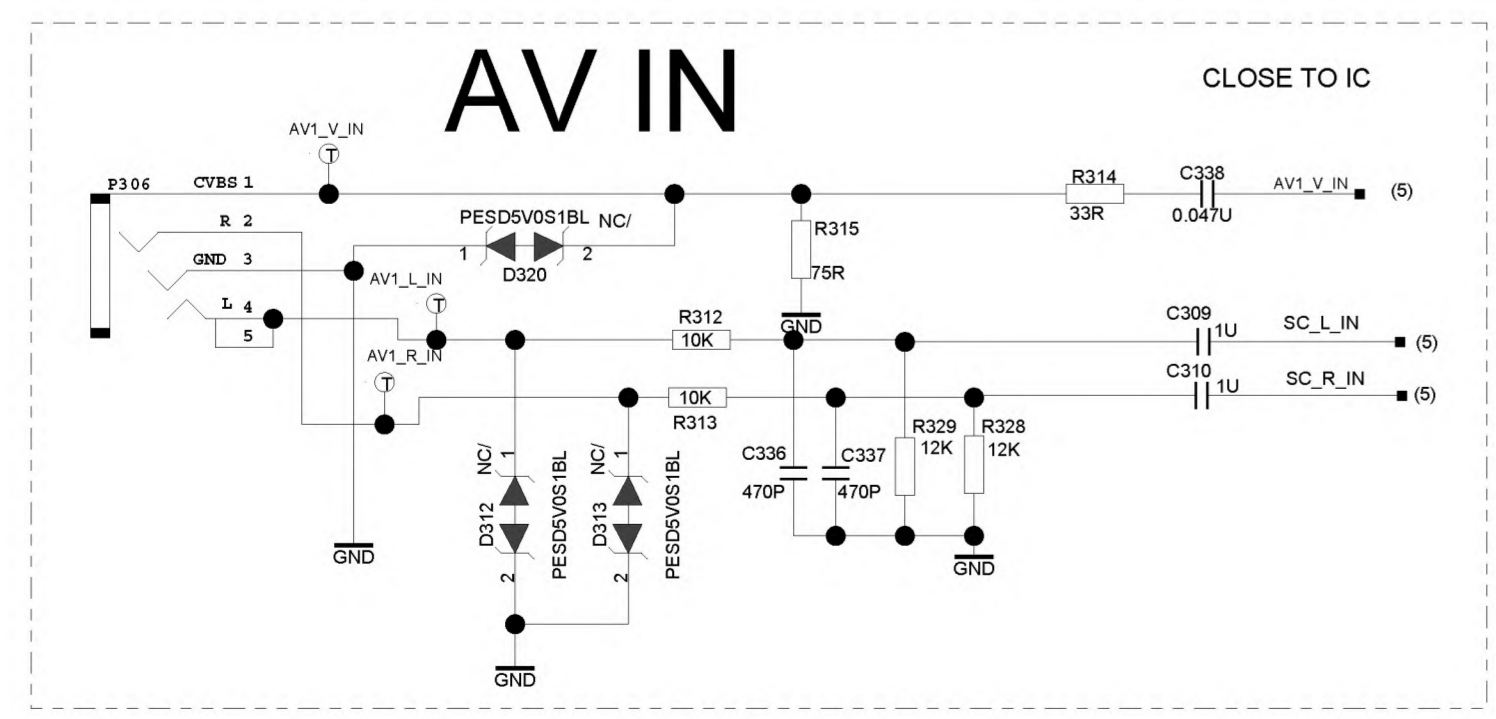 AV IN
CLOSE TO IC
AV1_V_IN
P306
CVBS 1
R 2
GND 3
L 4
5
PESD5V0S1BL NC/
1
2
D320
R315
75R
GND
R314
33R
C338
0.047U
AV1_V_IN
(5)
AV1_L_IN
AV1_R_IN
R312
10K
10K
R313
C309
1U
SC_L_IN
(5)
C310
1U
SC_R_IN
(5)
NC/
1
D312
2
PESD5V0S1BL
NC/
1
D313
2
PESD5V0S1BL
C336
470P
C337
470P
R329
12K
R328
12K
GND
GND
GND
T
T
T